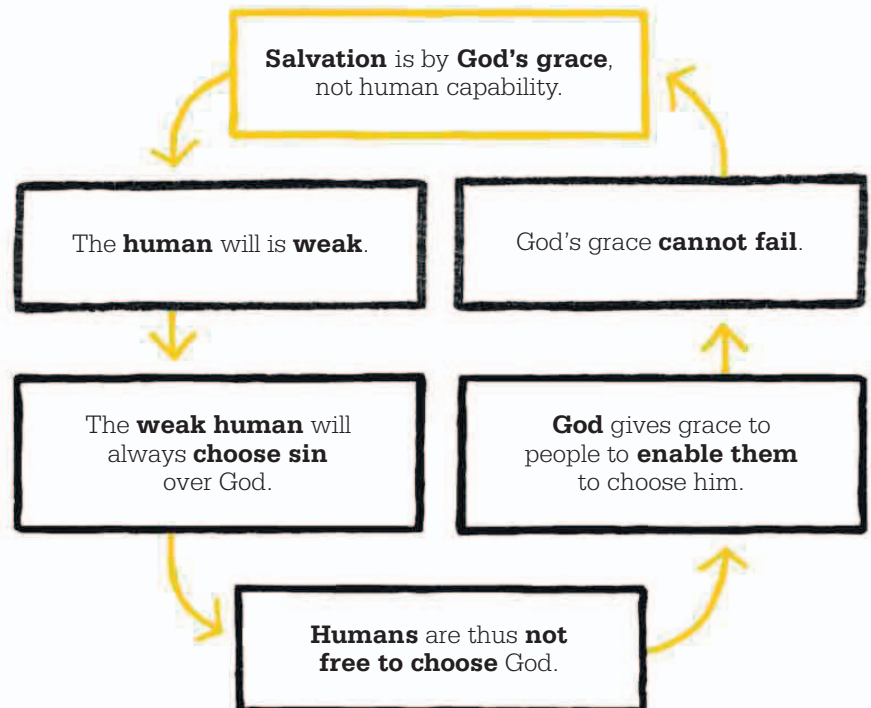 Salvation is by God’s grace,
not human capability.
The human will is weak.
The weak human will
always choose sin
over God.
Humans are thus not
free to choose God.
God gives grace to
people to enable them
to choose him.
God’s grace cannot fail.